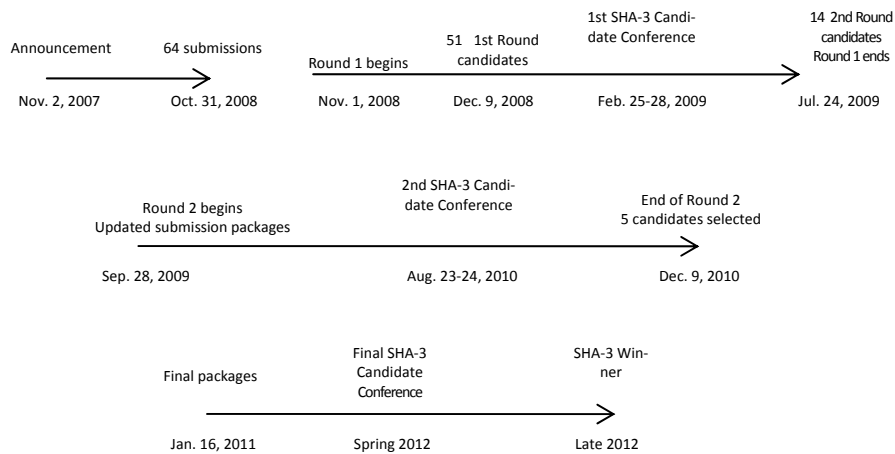 Announcement
64 submissions
Nov. 2, 2007
Oct. 31, 2008
Round 1 begins
51 1st Round
candidates
1st SHA-3 Candi-
date Conference
14 2nd Round
candidates
Round 1 ends
Nov. 1, 2008
Dec. 9, 2008
Feb. 25-28, 2009
Jul. 24, 2009
Round 2 begins
Updated submission packages
2nd SHA-3 Candi-
date Conference
End of Round 2
5 candidates selected
Sep. 28, 2009
Aug. 23-24, 2010
Dec. 9, 2010
Final packages
Final SHA-3
Candidate
Conference
SHA-3 Win-
ner
Jan. 16, 2011
Spring 2012
Late 2012